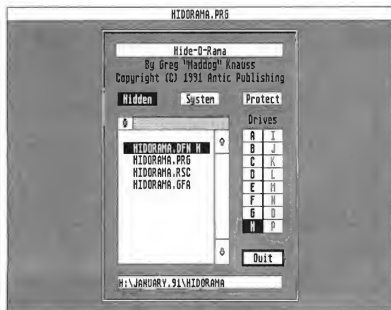 HIDORAMA.PRG
Hide-O-Rama
By Greg "Maddog" Knauss
Copyright (C) 1991 Antic Publishing
Hidden System Protect
Drives
HIDORAMA.DFN H
HIDORAMA.PRG
HIDORAMA.RSC
HIDORAMA.GFA
A I
B J
C K
D L
E M
F N
G O
H P
Quit
H:\JANUARY.91\HIDORAMA